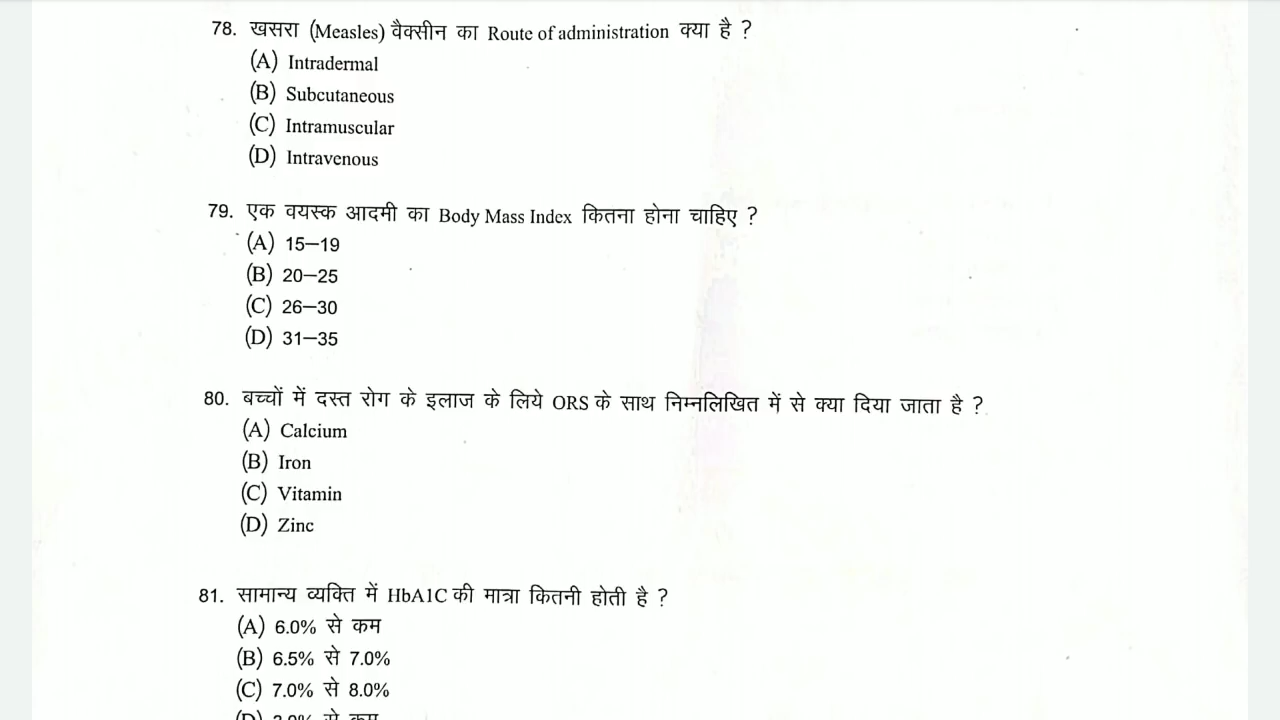 78. खसरा (Measles) वैक्सीन का Route of administration क्या है ?
(A) Intradermal
(B) Subcutaneous
(C) Intramuscular
(D) Intravenous
79. एक वयस्क आदमी का Body Mass Index कितना होना चाहिए ?
(A) 15–19
(B) 20–25
(C) 26–30
(D) 31–35
80. बच्चों में दस्त रोग के इलाज के लिये ORS के साथ निम्नलिखित में से क्या दिया जाता है ?
(A) Calcium
(B) Iron
(C) Vitamin
(D) Zinc
81. सामान्य व्यक्ति में HbA1C की मात्रा कितनी होती है ?
(A) 6.0% से कम
(B) 6.5% से 7.0%
(C) 7.0% से 8.0%
(D) से कम